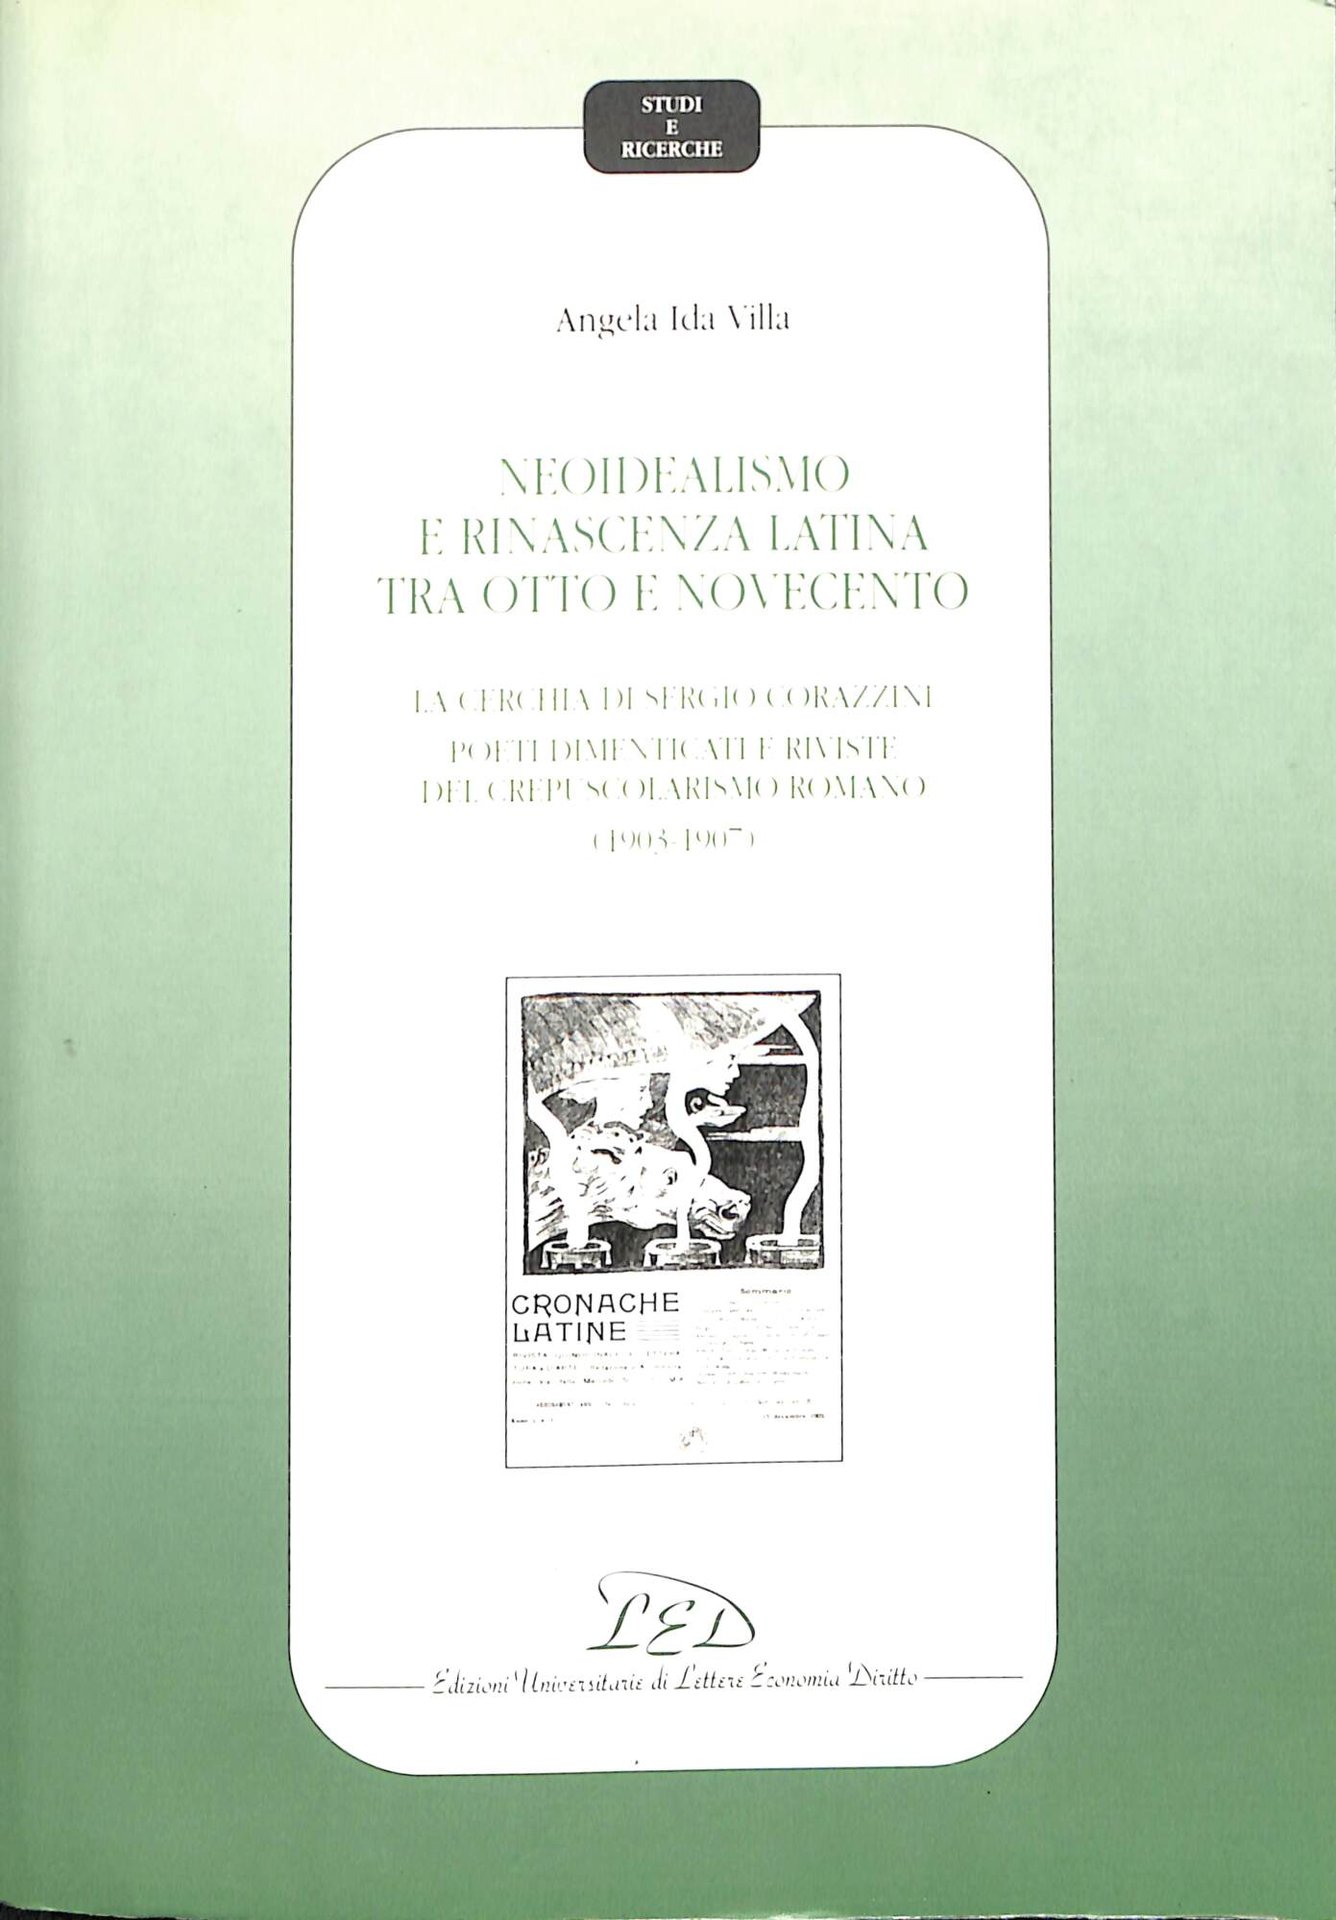 STUDI
E
RICERCHE
Angela Ida Villa
NEOIDEALISMO
E RINASCENZA LATINA
TRA OTTO E NOVECENTO
LA CERCHIA DI SERGIO CORAZZINI
POETI DIMENTICATI E RIVISTE
DEL CREPUSCOLARISMO ROMANO
(1903-1907)
CRONACHE
LATINE
Sommario
LED
Edizioni Universitarie di Lettere Economia Diritto